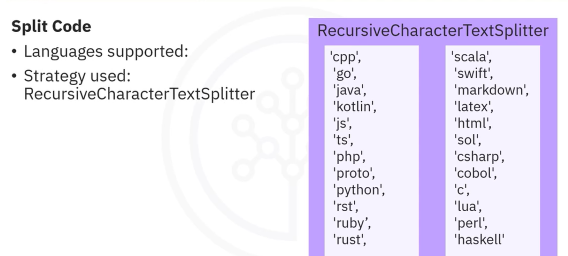 Split Code
• Languages supported:
• Strategy used:
RecursiveCharacterTextSplitter
RecursiveCharacterTextSplitter
'cpp',
'go',
'java',
'kotlin',
'js',
'ts',
'php',
'proto',
'python',
'rst',
'ruby’,
'rust',
'scala',
'swift',
'markdown',
'latex',
'html',
'sol',
'csharp',
'cobol',
'c',
'lua',
'perl',
'haskell'